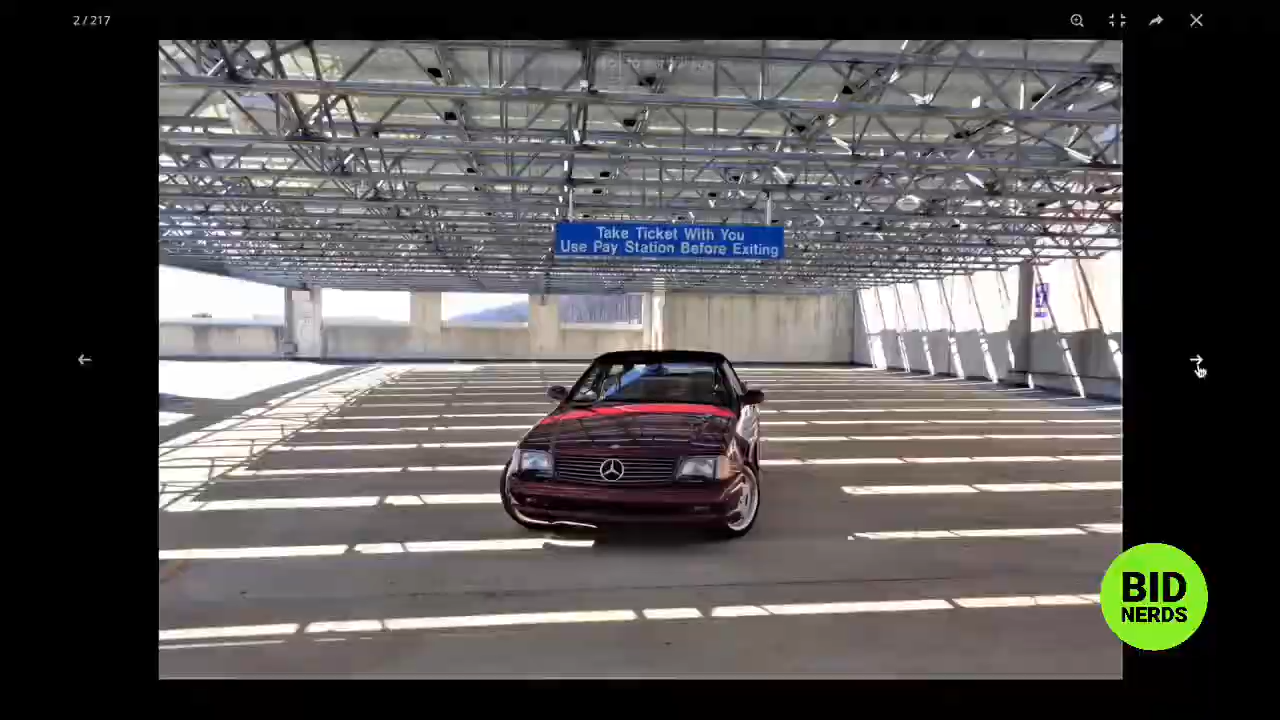 2 / 217
Take Ticket With You
Use Pay Station Before Exiting
BID
NERDS